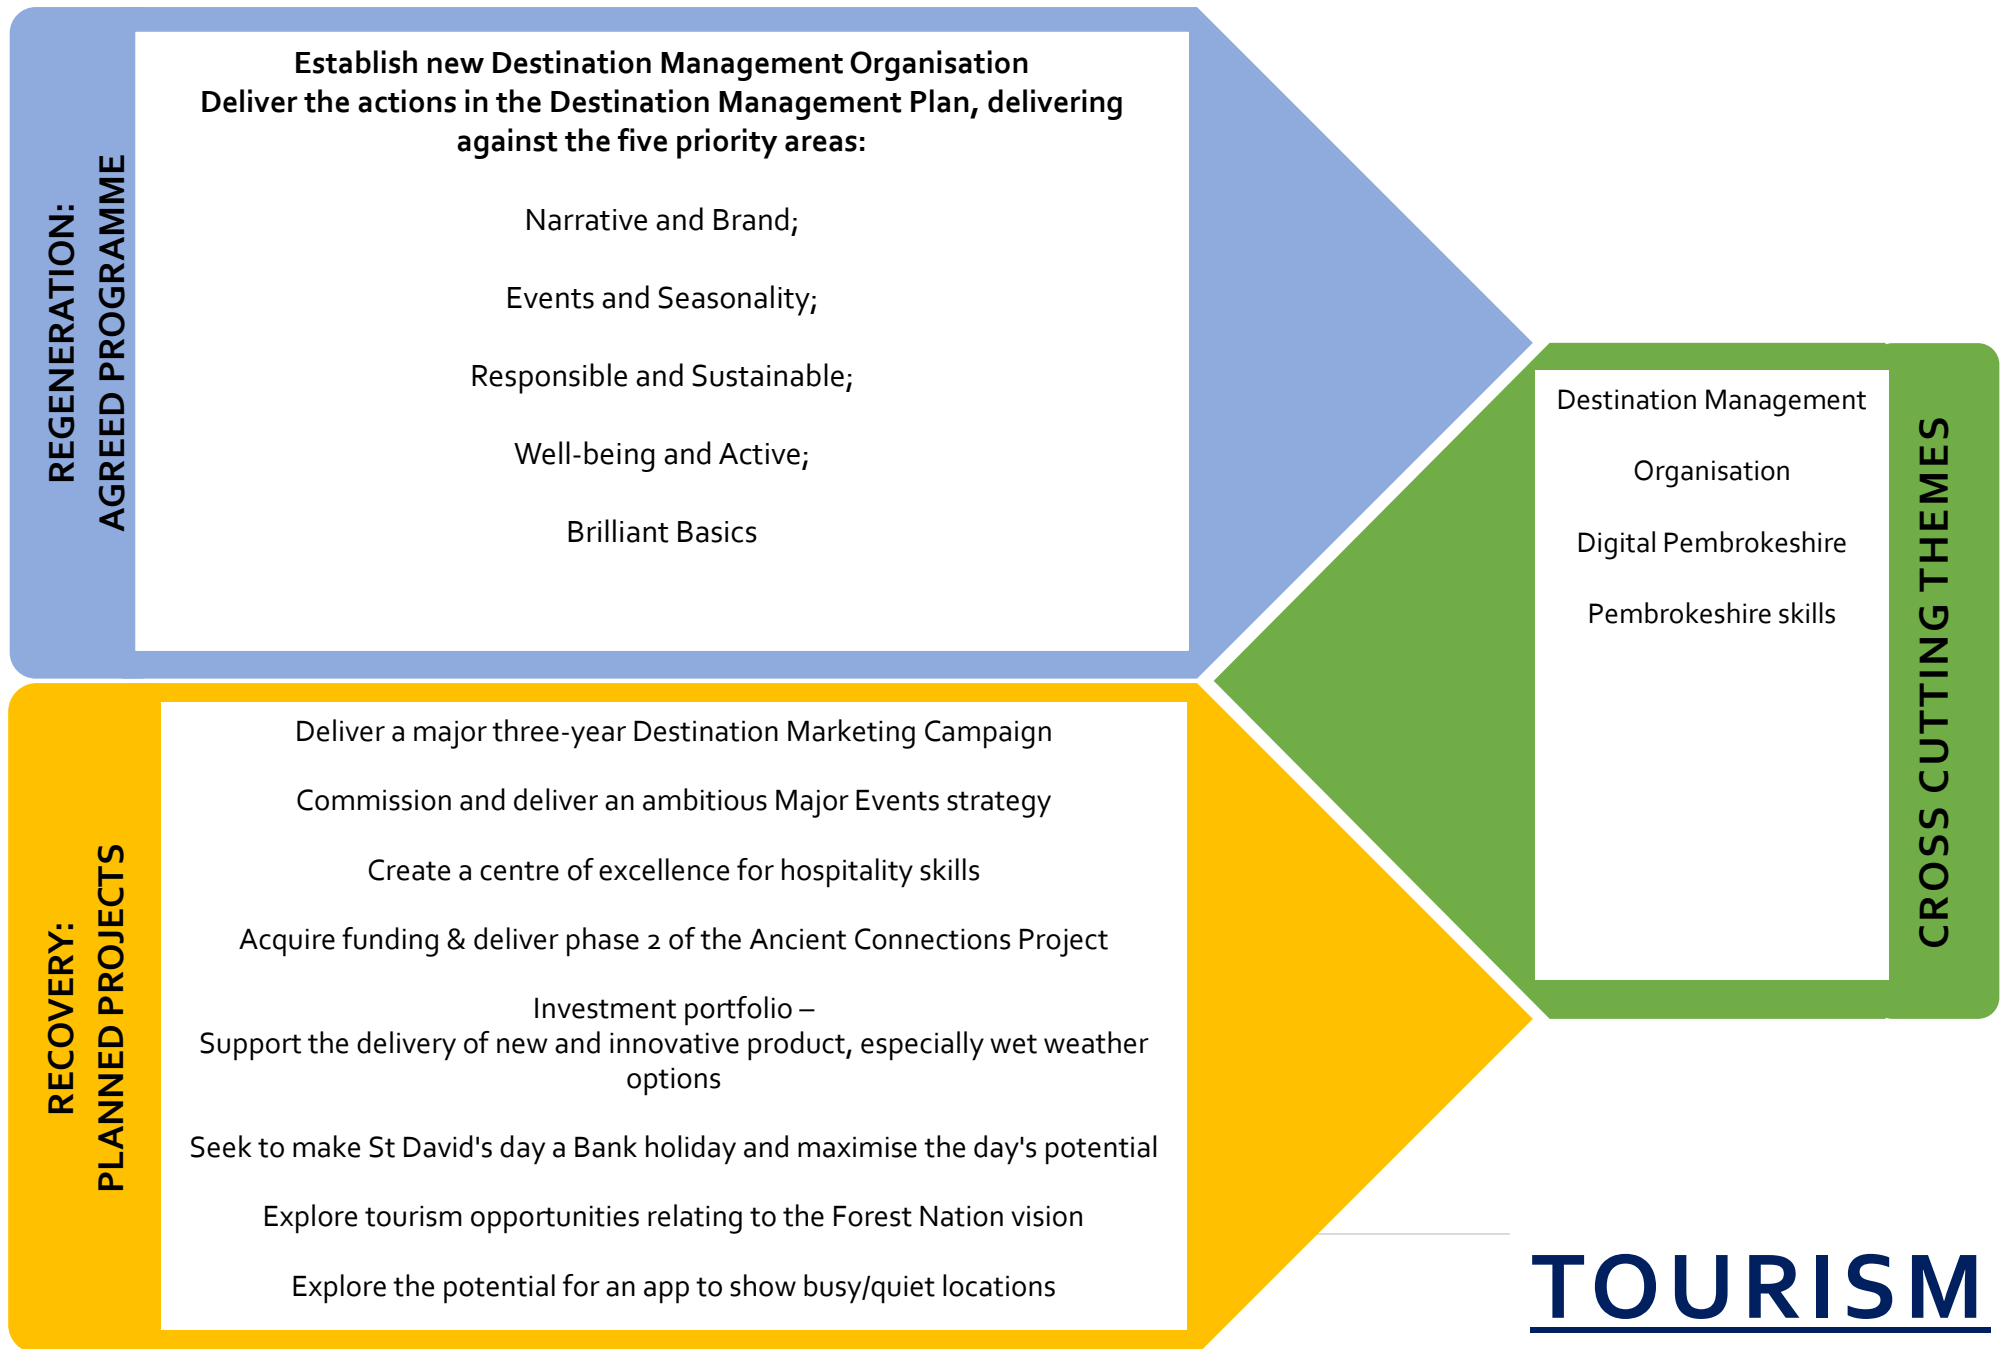 REGENERATION:
AGREED PROGRAMME
Establish new Destination Management Organisation
Deliver the actions in the Destination Management Plan, delivering
against the five priority areas:
Narrative and Brand;
Events and Seasonality;
Responsible and Sustainable;
Well-being and Active;
Brilliant Basics
RECOVERY:
PLANNED PROJECTS
Deliver a major three-year Destination Marketing Campaign
Commission and deliver an ambitious Major Events strategy
Create a centre of excellence for hospitality skills
Acquire funding & deliver phase 2 of the Ancient Connections Project
Investment portfolio –
Support the delivery of new and innovative product, especially wet weather
options
Seek to make St David's day a Bank holiday and maximise the day's potential
Explore tourism opportunities relating to the Forest Nation vision
Explore the potential for an app to show busy/quiet locations
Destination Management
Organisation
Digital Pembrokeshire
Pembrokeshire skills
CROSS CUTTING THEMES
TOURISM